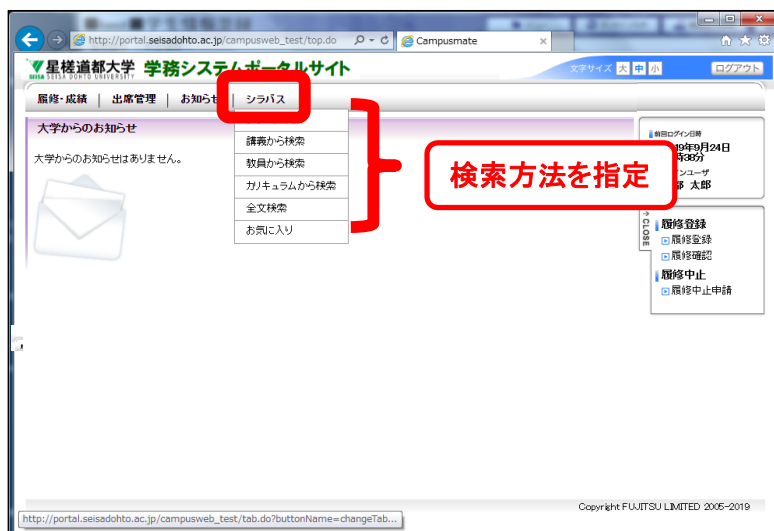 http://portal.seisadohto.ac.jp/campusweb_test/top.do
Campusmate
星槎道都大学 学務システムポータルサイト
SEISA DOHTO UNIVERSITY
文字サイズ 大 中 小
ログアウト
履修・成績 | 出席管理 | お知らせ
シラバス
大学からのお知らせ
大学からのお知らせはありません。
講義から検索
教員から検索
カリキュラムから検索
全文検索
お気に入り
検索方法を指定
前回ログイン日時
9年9月24日
太郎
CLOSE
履修登録
履修登録
履修確認
履修中止
履修中止申請
Copyright FUJITSU LIMITED 2005-2019
http://portal.seisadohto.ac.jp/campusweb_test/tab.do?buttonName=changeTab...